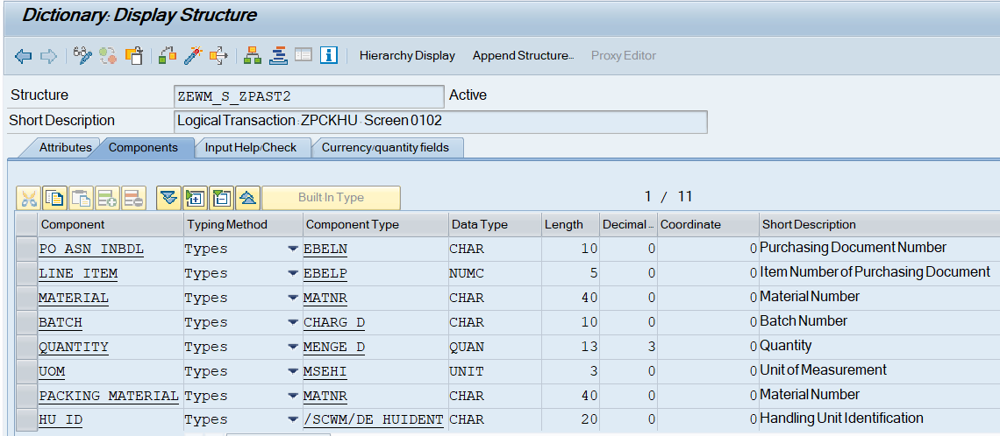 Dictionary: Display Structure
Hierarchy Display Append Structure... Proxy Editor
Structure ZEWM_S_ZPAST2 Active
Short Description Logical Transaction: ZPCKHU - Screen 0102
Attributes Components Input Help/Check Currency/quantity fields
Built In Type 1 / 11
Component Typing Method Component Type Data Type Length Decimal... Coordinate Short Description
PO_ASN_INBDL Types EBELN CHAR 10 0 0 Purchasing Document Number
LINE_ITEM Types EBELP NUMC 5 0 0 Item Number of Purchasing Document
MATERIAL Types MATNR CHAR 40 0 0 Material Number
BATCH Types CHARG_D CHAR 10 0 0 Batch Number
QUANTITY Types MENGE_D QUAN 13 3 0 Quantity
UOM Types MSEHI UNIT 3 0 0 Unit of Measurement
PACKING_MATERIAL Types MATNR CHAR 40 0 0 Material Number
HU_ID Types /SCWM/DE_HUIDENT CHAR 20 0 0 Handling Unit Identification